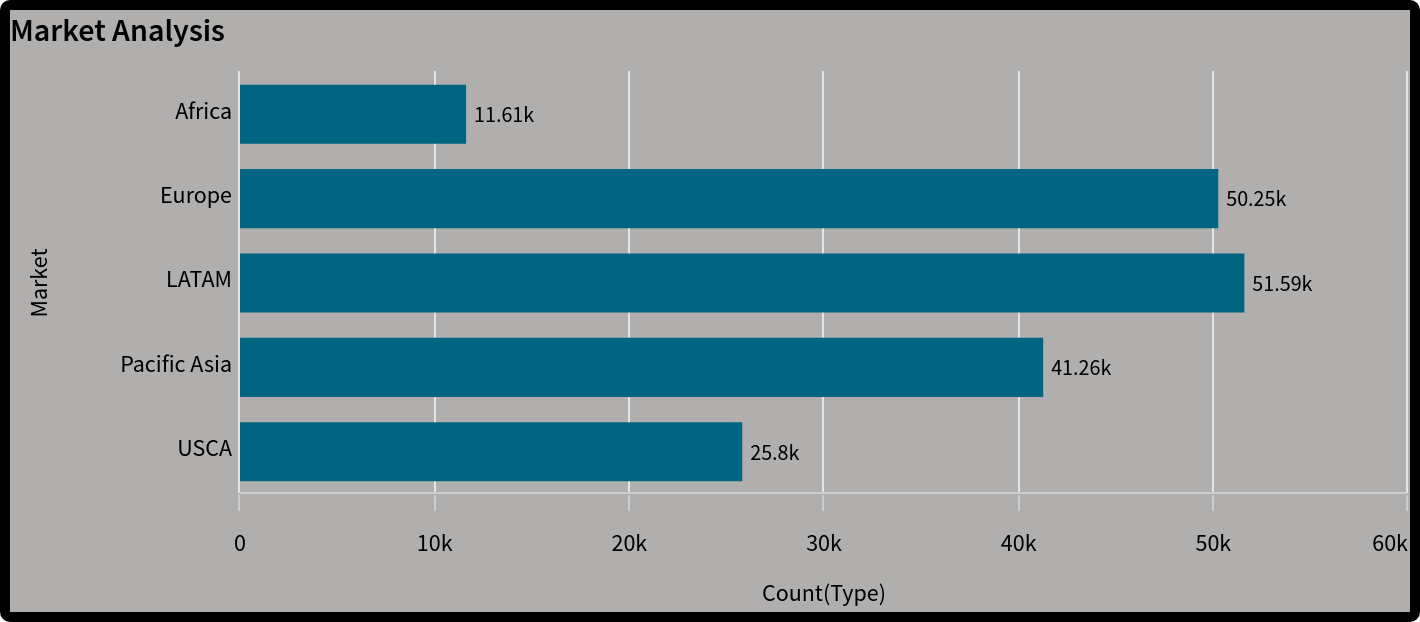 Market Analysis
Market
Africa
11.61k
Europe
50.25k
LATAM
51.59k
Pacific Asia
41.26k
USCA
25.8k
0 10k 20k 30k 40k 50k 60k
Count(Type)